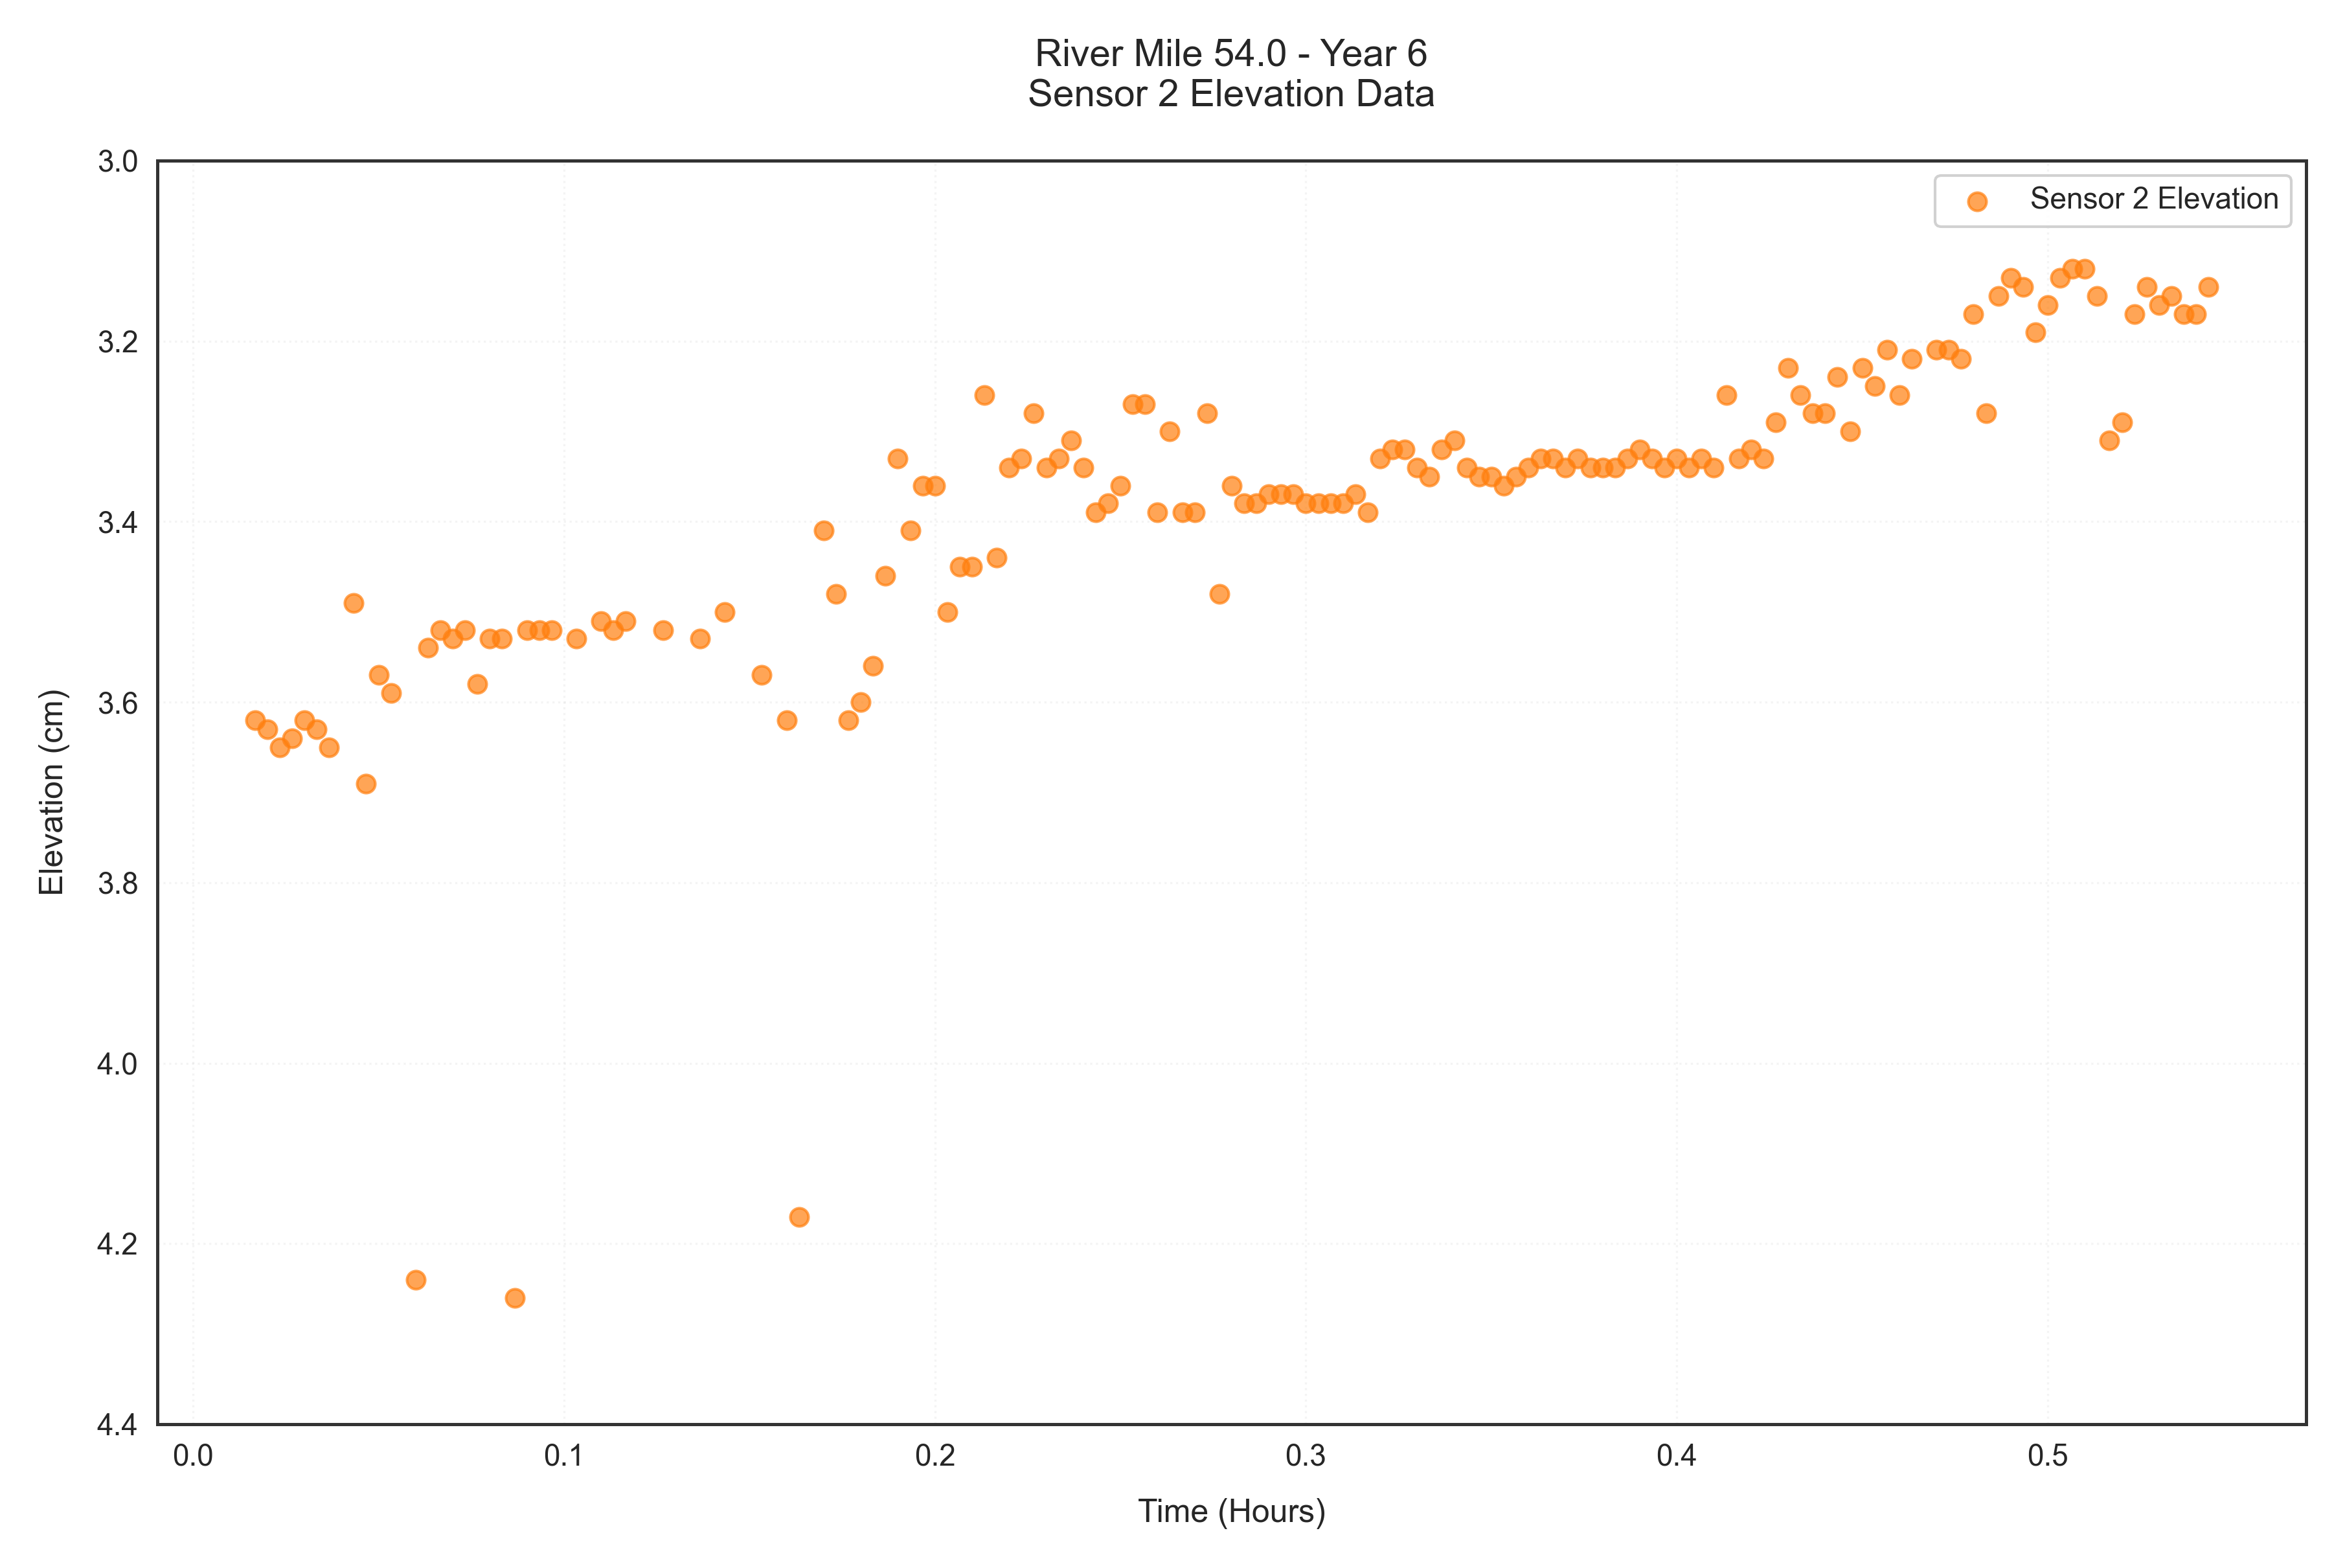 River Mile 54.0 - Year 6
Sensor 2 Elevation Data
Sensor 2 Elevation
Elevation (cm)
3.0
3.2
3.4
3.6
3.8
4.0
4.2
4.4
0.0 0.1 0.2 0.3 0.4 0.5
Time (Hours)